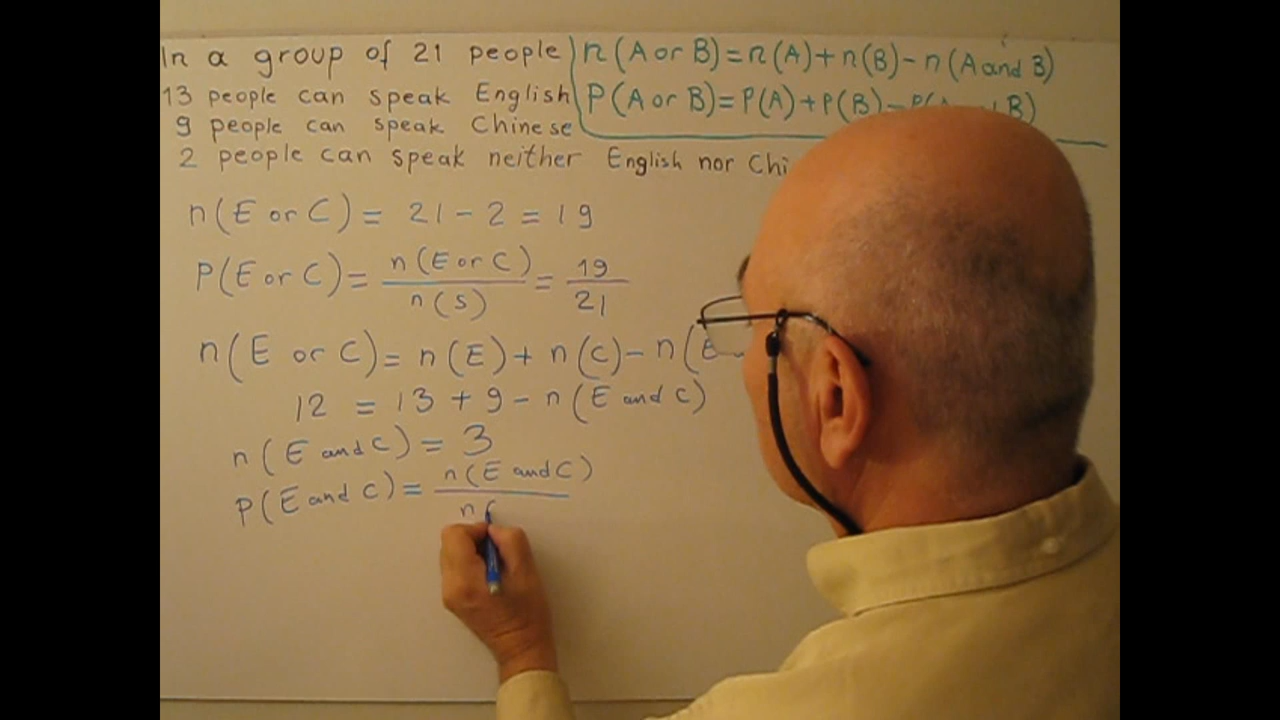 In a group of 21 people
13 people can speak English
9 people can speak Chinese
2 people can speak neither English nor Chi
n(A or B)=n(A)+n(B)-n(A and B)
P(A or B)=P(A)+P(B)-P(A B)
n(E or C)= 21-2=19
P(E or C)= n(E or C)/n(S) = 19/21
n(E or C)= n(E)+n(C)-n(E
12 =13+9-n(E and C)
n(E and C)=3
P(E and C)= n(E and C)/n(